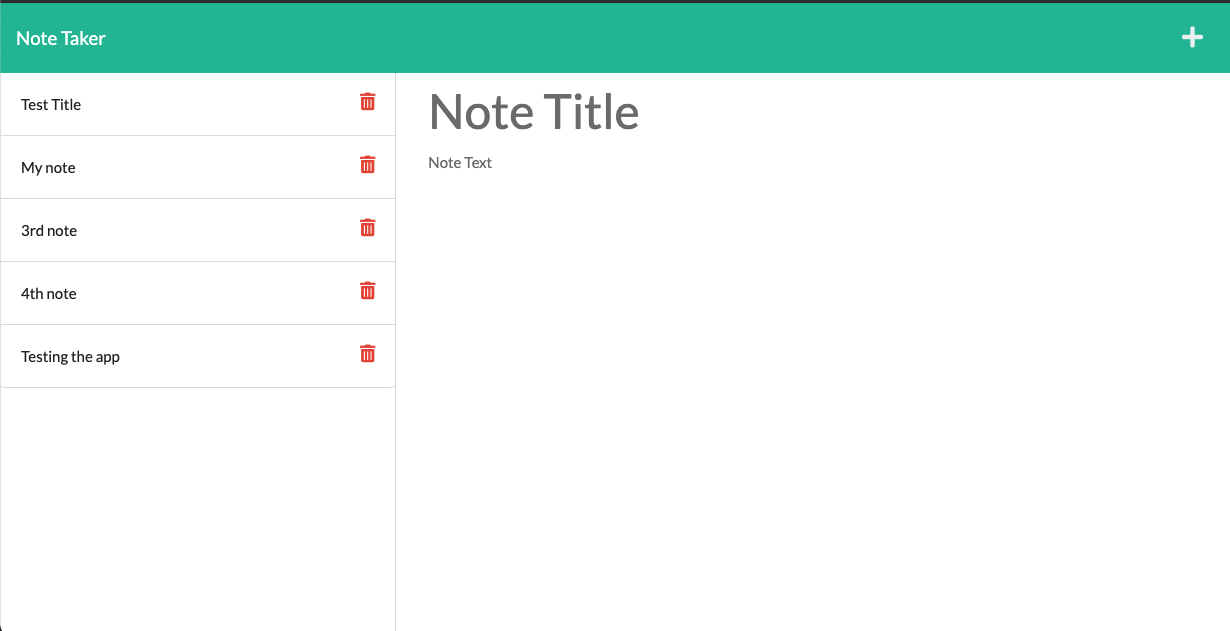 Note Taker
Test Title
My note
3rd note
4th note
Testing the app
Note Title
Note Text